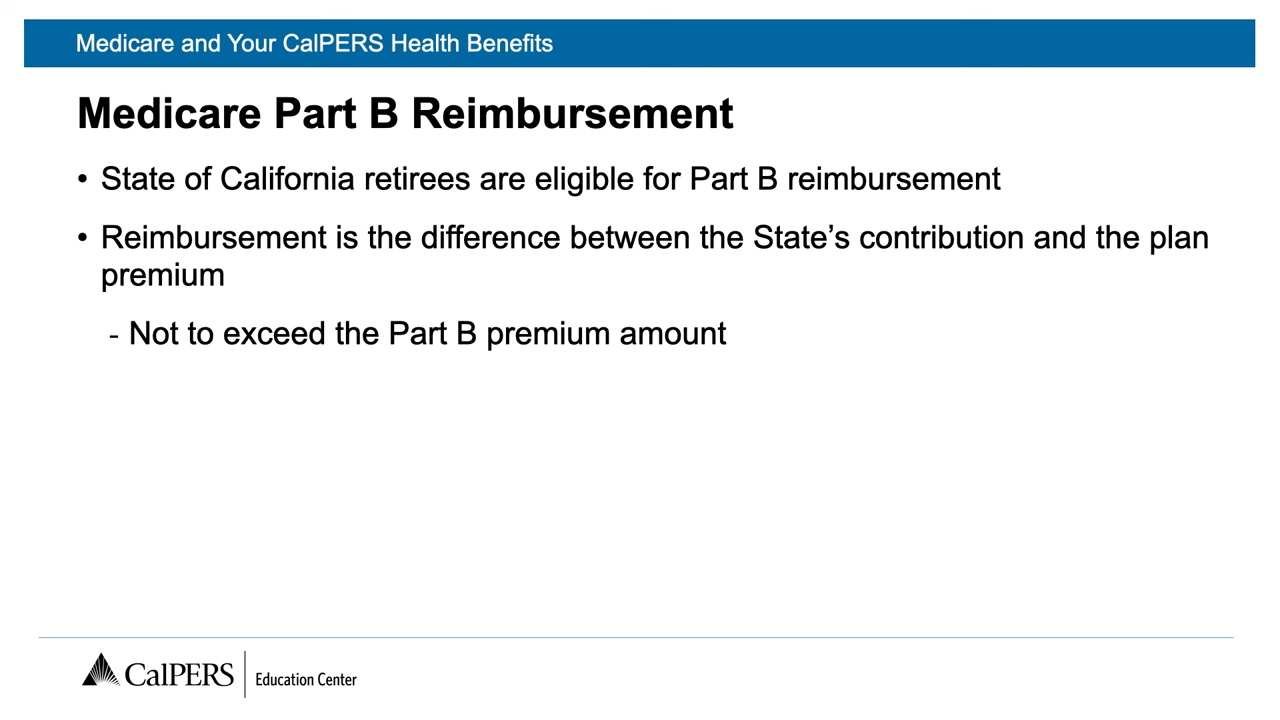 Medicare and Your CalPERS Health Benefits
Medicare Part B Reimbursement
• State of California retirees are eligible for Part B reimbursement
• Reimbursement is the difference between the State’s contribution and the plan
premium
- Not to exceed the Part B premium amount
CalPERS Education Center